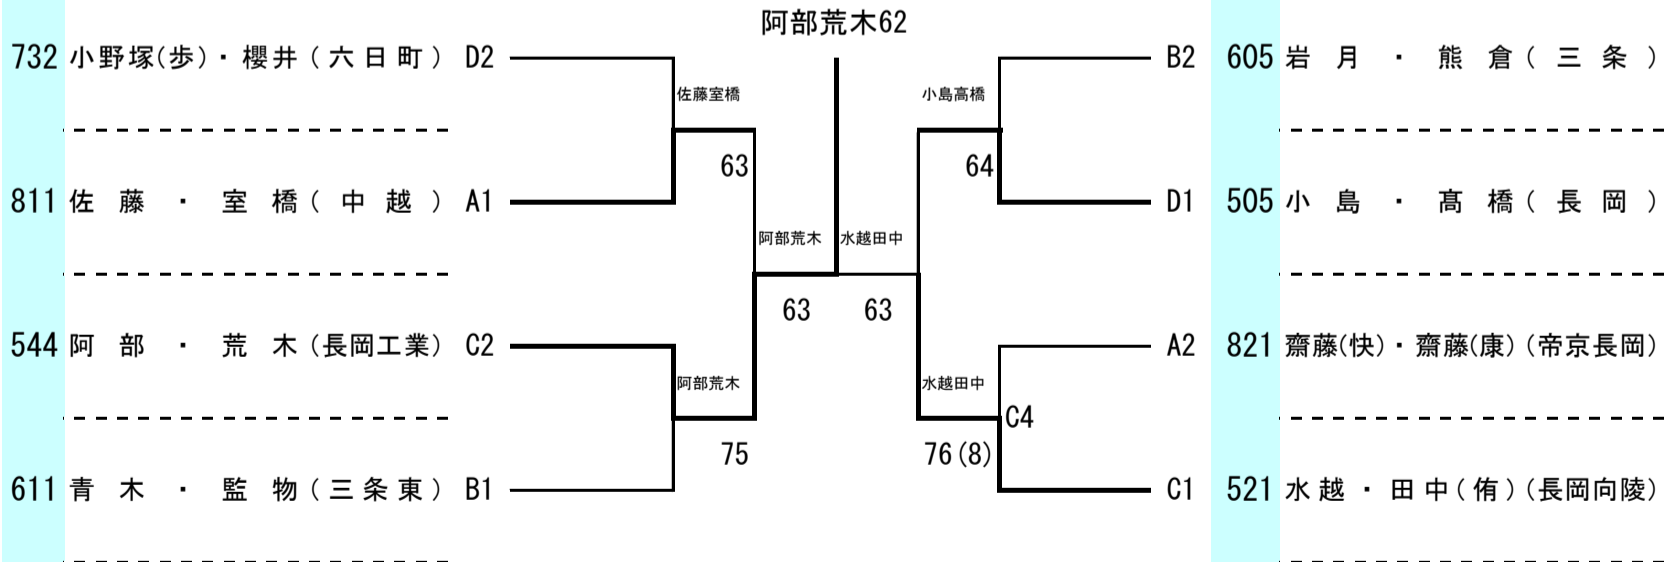 阿部荒木62
732 小野塚(歩)・櫻井(六日町) D2
B2 605 岩月・熊倉(三条)
佐藤室橋
小島高橋
63
64
811 佐藤・室橋(中越) A1
D1 505 小島・髙橋(長岡)
阿部荒木 水越田中
63 63
544 阿部・荒木(長岡工業) C2
A2 821 齋藤(快)・齋藤(康)(帝京長岡)
阿部荒木
水越田中
C4
75
76(8)
611 青木・監物(三条東) B1
C1 521 水越・田中(侑)(長岡向陵)